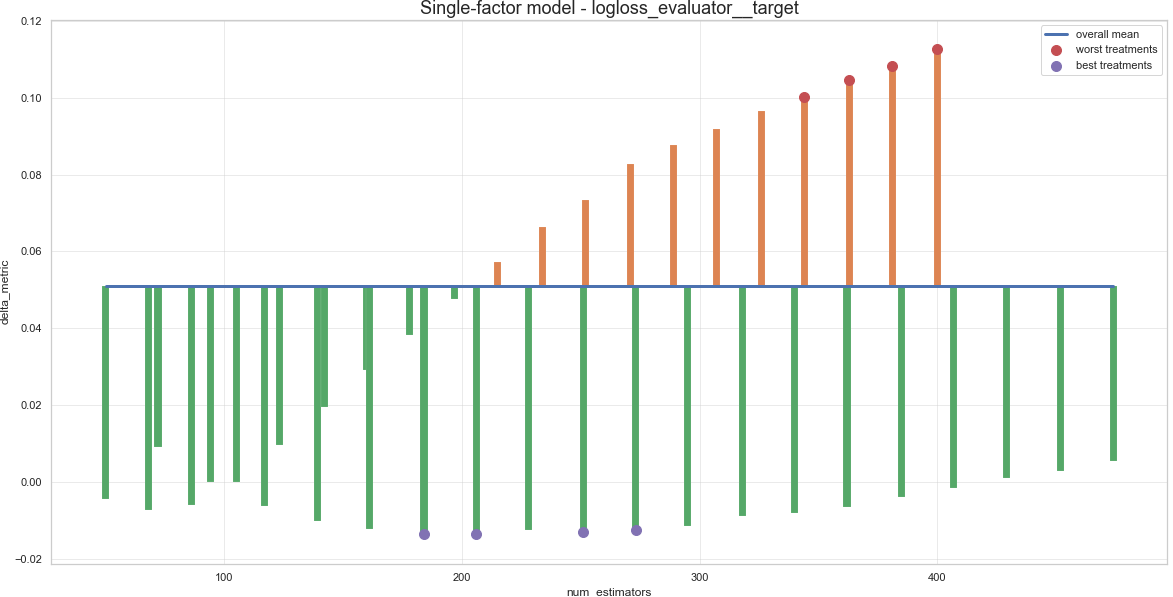 Single-factor model - logloss_evaluator__target
overall mean
worst treatments
best treatments
0.12
0.10
0.08
0.06
0.04
0.02
0.00
−0.02
delta_metric
100
200
300
400
num_estimators